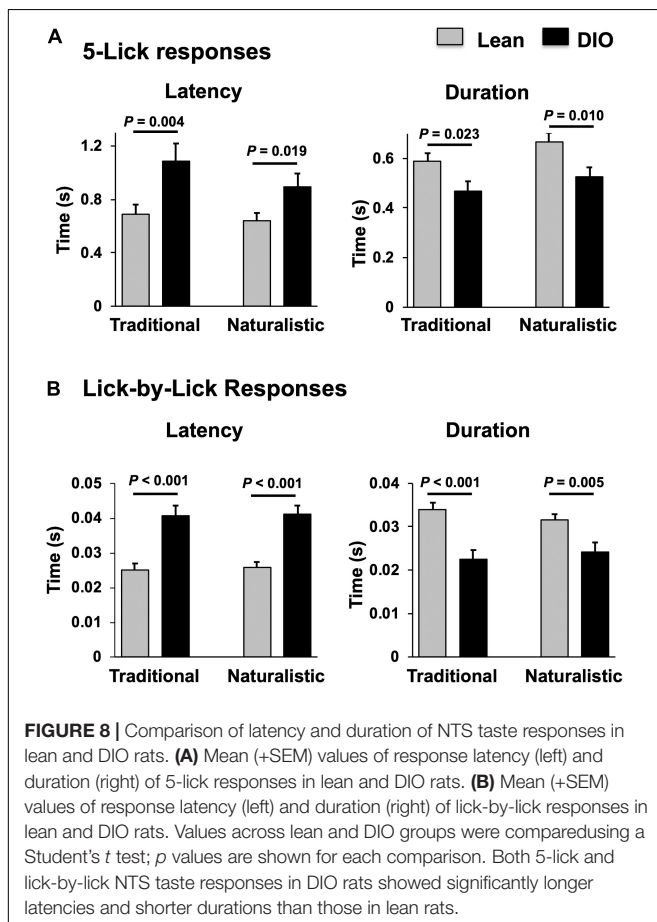 A 5-Lick responses
Lean DIO
Latency
Duration
P = 0.004
P = 0.019
P = 0.023
P = 0.010
Time (s)
1.2
0.8
0.4
0
Traditional Naturalistic
Time (s)
0.6
0.4
0.2
0
Traditional Naturalistic
B Lick-by-Lick Responses
Latency
Duration
P < 0.001
P < 0.001
P < 0.001
P = 0.005
Time (s)
0.05
0.04
0.03
0.02
0.01
0
Traditional Naturalistic
Time (s)
0.04
0.03
0.02
0.01
0
Traditional Naturalistic
FIGURE 8 | Comparison of latency and duration of NTS taste responses in
lean and DIO rats. (A) Mean (+SEM) values of response latency (left) and
duration (right) of 5-lick responses in lean and DIO rats. (B) Mean (+SEM)
values of response latency (left) and duration (right) of lick-by-lick responses in
lean and DIO rats. Values across lean and DIO groups were comparedusing a
Student's t test; p values are shown for each comparison. Both 5-lick and
lick-by-lick NTS taste responses in DIO rats showed significantly longer
latencies and shorter durations than those in lean rats.